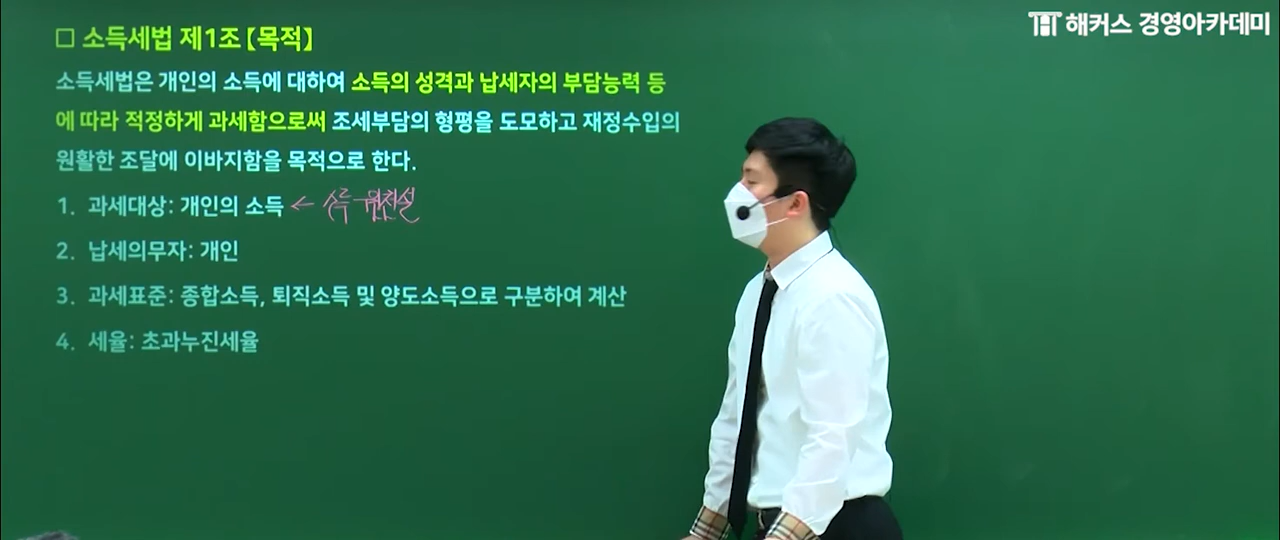 해커스 경영아카데미
□ 소득세법 제1조【목적】
소득세법은 개인의 소득에 대하여 소득의 성격과 납세자의 부담능력 등
에 따라 적정하게 과세함으로써 조세부담의 형평을 도모하고 재정수입의
원활한 조달에 이바지함을 목적으로 한다.
1. 과세대상: 개인의 소득 ← 소득원천설
2. 납세의무자: 개인
3. 과세표준: 종합소득, 퇴직소득 및 양도소득으로 구분하여 계산
4. 세율: 초과누진세율